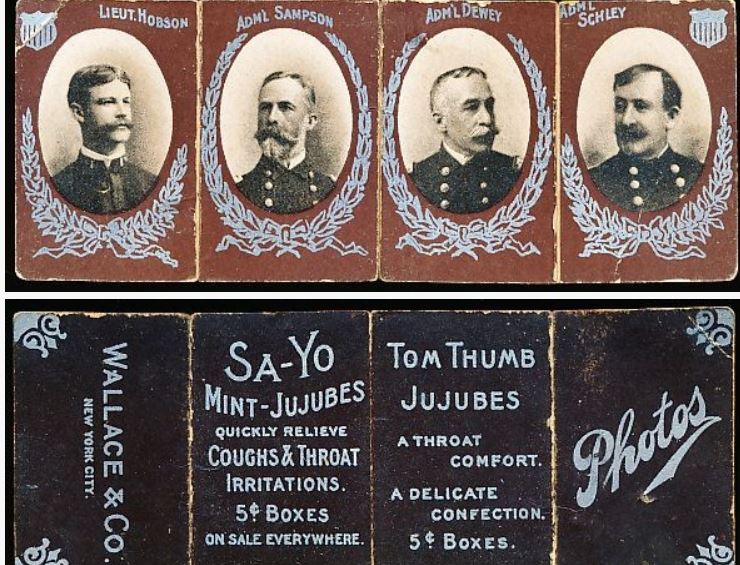 LIEUT. HOBSON
ADM'L SAMPSON
ADM'L DEWEY
ADM'L
SCHLEY
WALLACE & CO.
NEW YORK CITY.
SA-YO
MINT-JUJUBES
QUICKLY RELIEVE
COUGHS & THROAT
IRRITATIONS.
5¢ BOXES
ON SALE EVERYWHERE.
TOM THUMB
JUJUBES
A THROAT
COMFORT.
A DELICATE
CONFECTION.
5¢ BOXES.
Photos